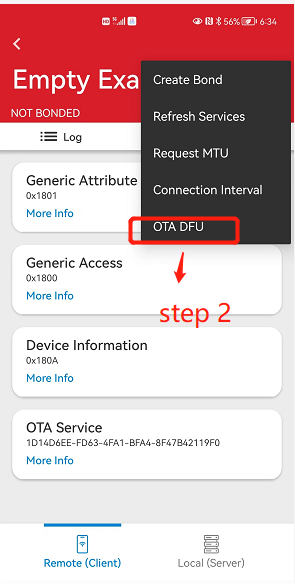 HD 5G 56% 6:34
Empty Exa
NOT BONDED
Create Bond
Refresh Services
Request MTU
Connection Interval
OTA DFU
Log
step 2
Generic Attribute
0x1801
More Info
Generic Access
0x1800
More Info
Device Information
0x180A
More Info
OTA Service
1D14D6EE-FD63-4FA1-BFA4-8F47B42119F0
More Info
Remote (Client)
Local (Server)